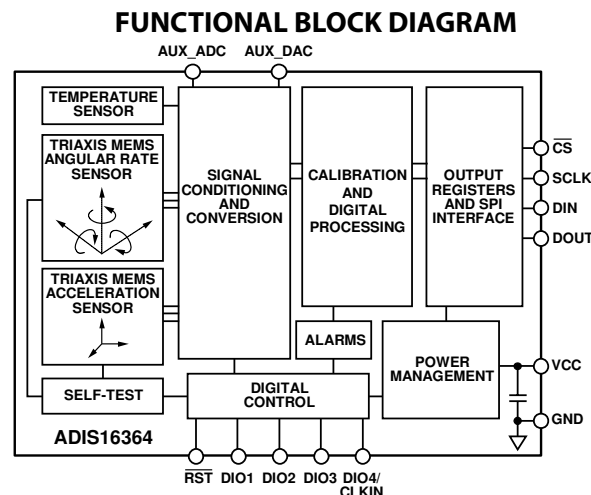 FUNCTIONAL BLOCK DIAGRAM
AUX_ADC AUX_DAC
TEMPERATURE
SENSOR
TRIAXIS MEMS
ANGULAR RATE
SENSOR
TRIAXIS MEMS
ACCELERATION
SENSOR
SELF-TEST
SIGNAL
CONDITIONING
AND
CONVERSION
CALIBRATION
AND
DIGITAL
PROCESSING
OUTPUT
REGISTERS
AND SPI
INTERFACE
ALARMS
DIGITAL
CONTROL
POWER
MANAGEMENT
CS
SCLK
DIN
DOUT
VCC
GND
ADIS16364
RST DIO1 DIO2 DIO3 DIO4/
CLKIN